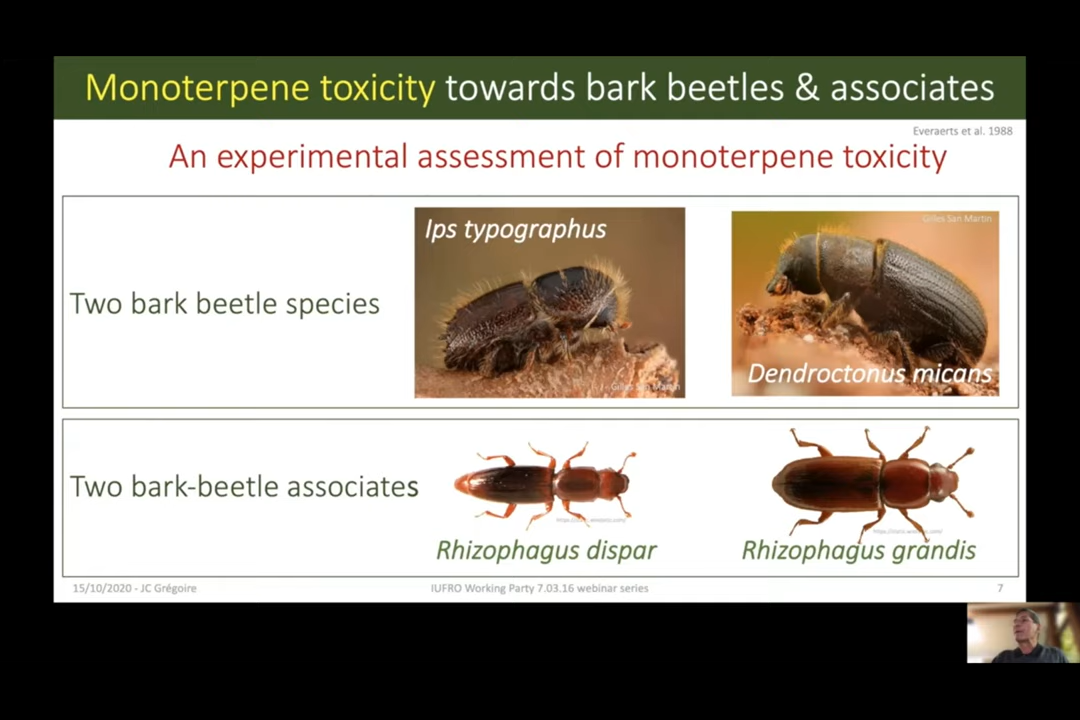 Monoterpene toxicity towards bark beetles & associates
Everaerts et al. 1988
An experimental assessment of monoterpene toxicity
Ips typographus
Gilles San Martin
Two bark beetle species
Gilles San Martin
Dendroctonus micans
Two bark-beetle associates
Rhizophagus dispar
Rhizophagus grandis
15/10/2020 - JC Grégoire
IUFRO Working Party 7.03.16 webinar series
7